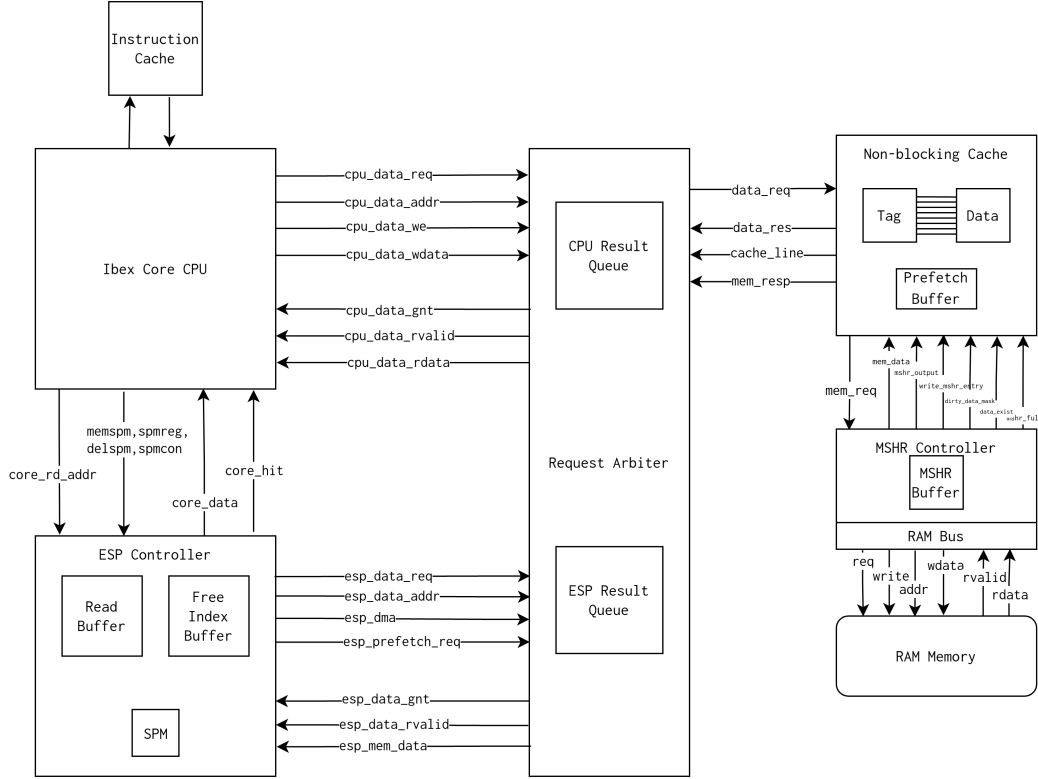 Instruction
Cache
Ibex Core CPU
cpu_data_req
cpu_data_addr
cpu_data_we
cpu_data_wdata
cpu_data_gnt
cpu_data_rvalid
cpu_data_rdata
CPU Result
Queue
Request Arbiter
ESP Result
Queue
data_req
data_res
cache_line
mem_resp
Non-blocking Cache
Tag
Data
Prefetch
Buffer
mem_req
mem_data
mshr_output
write_mshr_entry
dirty_data_mask
data_exist
MSHR Controller
MSHR
Buffer
RAM Bus
req
write
addr
wdata
rvalid
rdata
RAM Memory
core_rd_addr
memspm,spmreg,
delspm,spmcon
core_data
core_hit
ESP Controller
Read
Buffer
Free
Index
Buffer
SPM
esp_data_req
esp_data_addr
esp_dma
esp_prefetch_req
esp_data_gnt
esp_data_rvalid
esp_mem_data